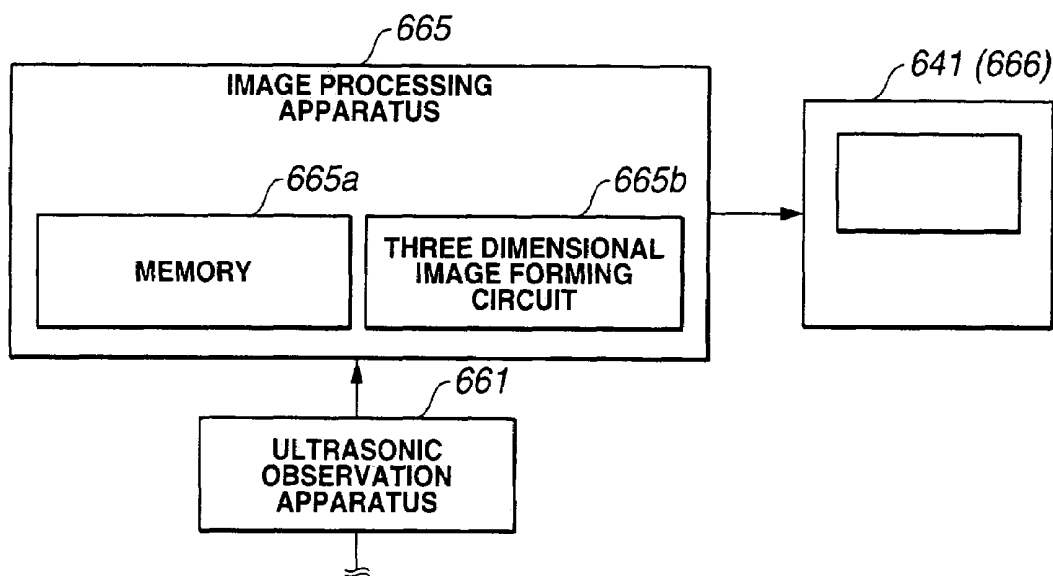 665
IMAGE PROCESSING
APPARATUS
641 (666)
665a
665b
MEMORY
THREE DIMENSIONAL
IMAGE FORMING
CIRCUIT
661
ULTRASONIC
OBSERVATION
APPARATUS